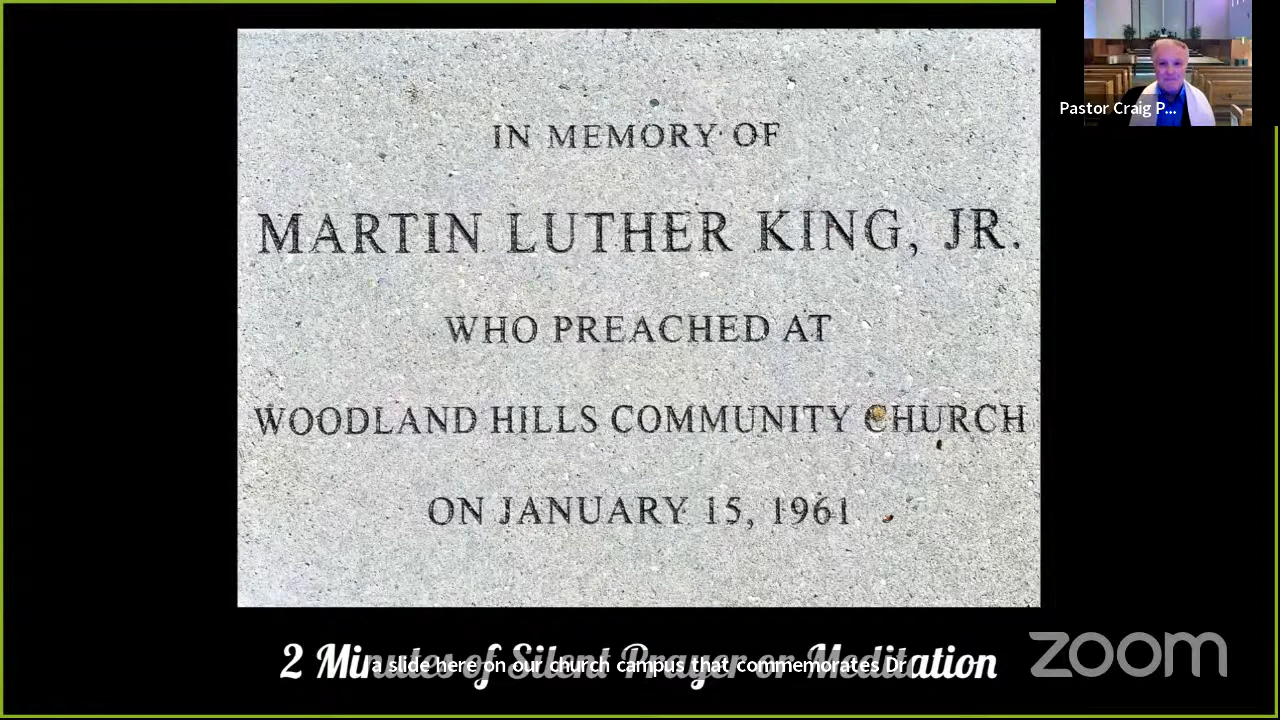 Pastor Craig P...
IN MEMORY OF
MARTIN LUTHER KING, JR.
WHO PREACHED AT
WOODLAND HILLS COMMUNITY CHURCH
ON JANUARY 15, 1961
2 Minutes of Silent Prayer or Meditation
a slide here on our church campus that commemorates Dr
zoom